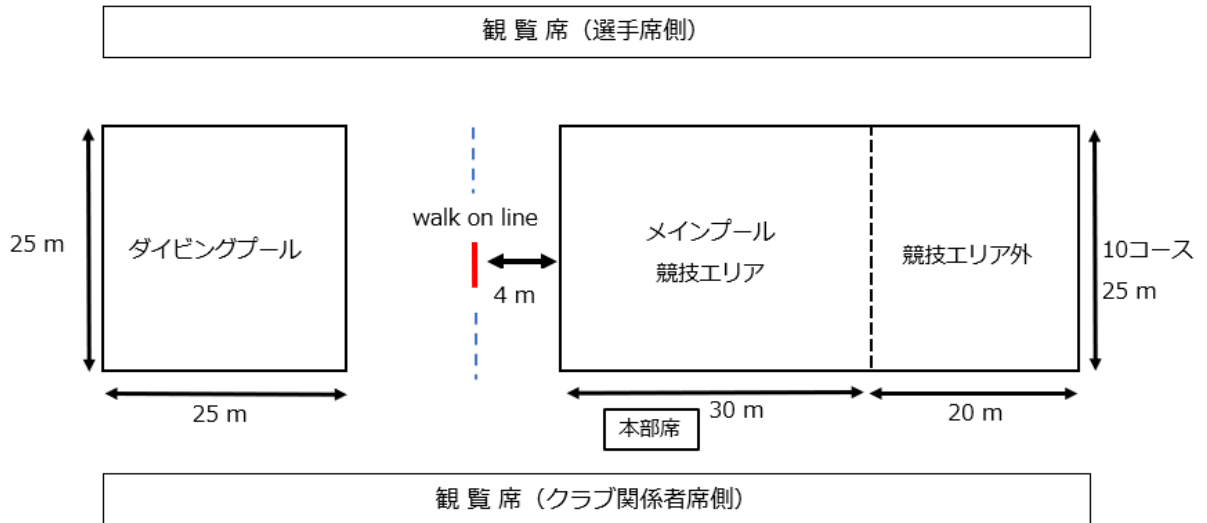 観 覧 席（選手席側）
25 m
ダイビングプール
25 m
walk on line
4 m
メインプール
競技エリア
競技エリア外
10コース
25 m
30 m
20 m
本部席
観 覧 席（クラブ関係者席側）